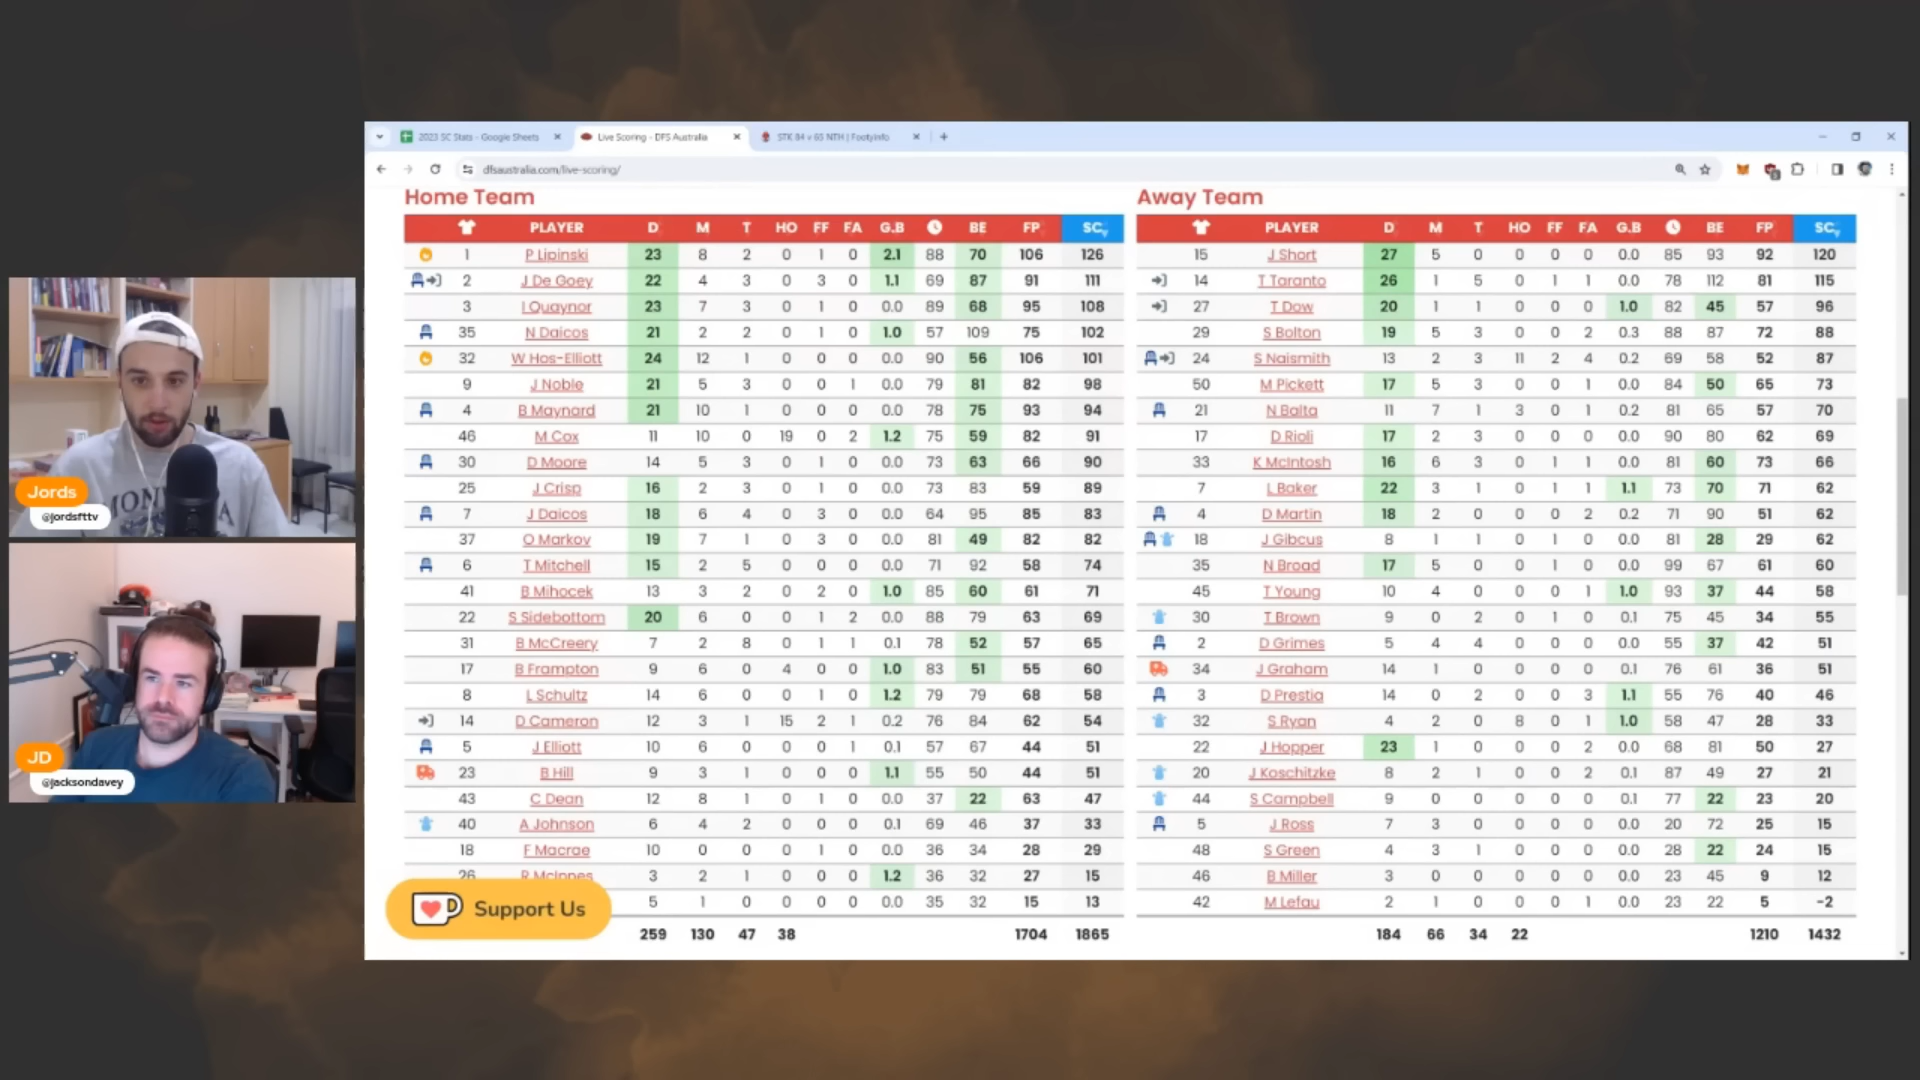 2023 SC Stats - Google Sheets
Live Scoring - DFS Australia
STK 84 v 65 NTH | FootyInfo
dfsaustralia.com/live-scoring/
Home Team
PLAYER D M T HO FF FA G.B BE FP SC
1 P Lipinski 23 8 2 0 1 0 2.1 88 70 106 126
2 J De Goey 22 4 3 0 3 0 1.1 69 87 91 111
3 I Quaynor 23 7 3 0 1 0 0.0 89 68 95 108
35 N Daicos 21 2 2 0 1 0 1.0 57 109 75 102
32 W Hos-Elliott 24 12 1 0 0 0 0.0 90 56 106 101
9 J Noble 21 5 3 0 0 1 0.0 79 81 82 98
4 B Maynard 21 10 1 0 0 0 0.0 78 75 93 94
46 M Cox 11 10 0 19 0 2 1.2 75 59 82 91
30 D Moore 14 5 3 0 1 0 0.0 73 63 66 90
25 J Crisp 16 2 3 0 1 0 0.0 73 83 59 89
7 J Daicos 18 6 4 0 3 0 0.0 64 95 85 83
37 O Markov 19 7 1 0 3 0 0.0 81 49 82 82
6 T Mitchell 15 2 5 0 0 0 0.0 71 92 58 74
41 B Mihocek 13 3 2 0 2 0 1.0 85 60 61 71
22 S Sidebottom 20 6 0 0 1 2 0.0 88 79 63 69
31 B McCreery 7 2 8 0 1 1 0.1 78 52 57 65
17 B Frampton 9 6 0 4 0 0 1.0 83 51 55 60
8 L Schultz 14 6 0 0 1 0 1.2 79 79 68 58
14 D Cameron 12 3 1 15 2 1 0.2 76 84 62 54
5 J Elliott 10 6 0 0 0 1 0.1 57 67 44 51
23 B Hill 9 3 1 0 0 0 1.1 55 50 44 51
43 C Dean 12 8 1 0 1 0 0.0 37 22 63 47
40 A Johnson 6 4 2 0 0 0 0.1 69 46 37 33
18 F Macrae 10 0 0 0 1 0 0.0 36 34 28 29
26 R McInnes 3 2 1 0 0 0 1.2 36 32 27 15
5 1 0 0 0 0 0.0 35 32 15 13
259 130 47 38 1704 1865
Support Us
Away Team
PLAYER D M T HO FF FA G.B BE FP SC
15 J Short 27 5 0 0 0 0 0.0 85 93 92 120
14 T Taranto 26 1 5 0 1 1 0.0 78 112 81 115
27 T Dow 20 1 1 0 0 0 1.0 82 45 57 96
29 S Bolton 19 5 3 0 0 2 0.3 88 87 72 88
24 S Naismith 13 2 3 11 2 4 0.2 69 58 52 87
50 M Pickett 17 5 3 0 0 1 0.0 84 50 65 73
21 N Balta 11 7 1 3 0 1 0.2 81 65 57 70
17 D Rioli 17 2 3 0 0 0 0.0 90 80 62 69
33 K McIntosh 16 6 3 0 1 1 0.0 81 60 73 66
7 L Baker 22 3 1 0 1 1 1.1 73 70 71 62
4 D Martin 18 2 0 0 0 2 0.2 71 90 51 62
18 J Gibcus 8 1 1 0 1 0 0.0 81 28 29 62
35 N Broad 17 5 0 0 1 0 0.0 99 67 61 60
45 T Young 10 4 0 0 0 1 1.0 93 37 44 58
30 T Brown 9 0 2 0 1 0 0.1 75 45 34 55
2 D Grimes 5 4 4 0 0 0 0.0 55 37 42 51
34 J Graham 14 1 0 0 0 0 0.1 76 61 36 51
3 D Prestia 14 0 2 0 0 3 1.1 55 76 40 46
32 S Ryan 4 2 0 8 0 1 1.0 58 47 28 33
22 J Hopper 23 1 0 0 0 2 0.0 68 81 50 27
20 J Koschitzke 8 2 1 0 0 2 0.1 87 49 27 21
44 S Campbell 9 0 0 0 0 0 0.1 77 22 23 20
5 J Ross 7 3 0 0 0 0 0.0 20 72 25 15
48 S Green 4 3 1 0 0 0 0.0 28 22 24 15
46 B Miller 3 0 0 0 0 0 0.0 23 45 9 12
42 M Lefau 2 1 0 0 0 1 0.0 23 22 5 -2
184 66 34 22 1210 1432
Jords
@jordsfttv
JD
@jacksondavey